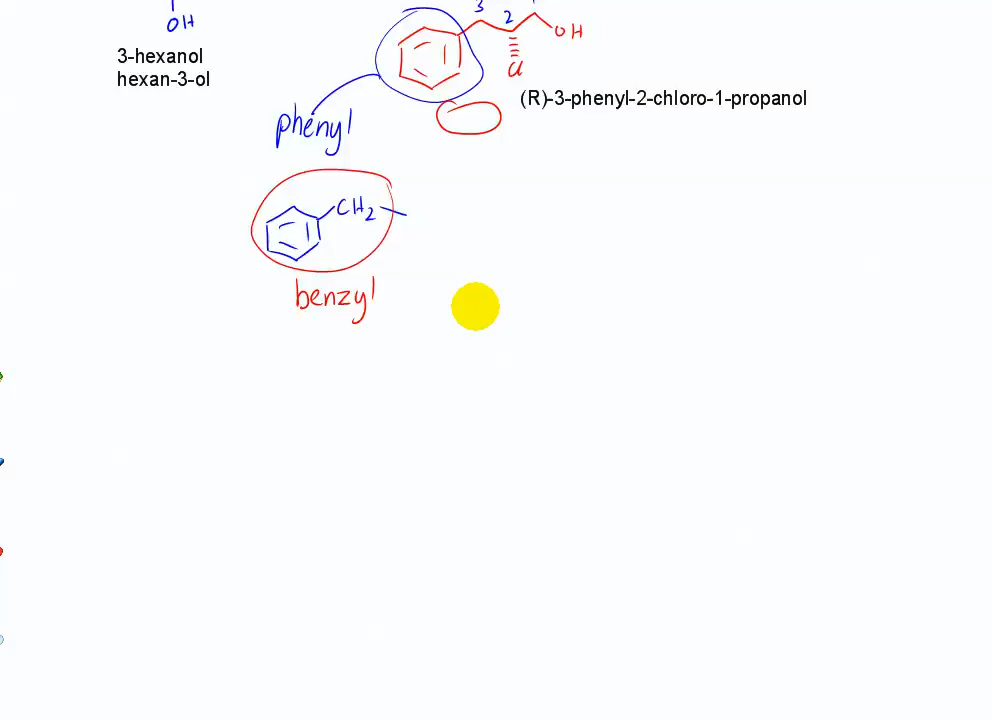 3
2
OH
OH
Cl
3-hexanol
hexan-3-ol
(R)-3-phenyl-2-chloro-1-propanol
phenyl
CH2
benzyl